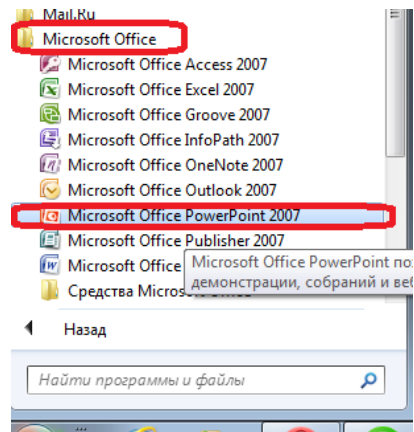 Mail.Ru
Microsoft Office
Microsoft Office Access 2007
Microsoft Office Excel 2007
Microsoft Office Groove 2007
Microsoft Office InfoPath 2007
Microsoft Office OneNote 2007
Microsoft Office Outlook 2007
Microsoft Office PowerPoint 2007
Microsoft Office Publisher 2007
Microsoft Office
Microsoft Office PowerPoint поз
демонстрации, собраний и веб
Средства Microsoft Office
Назад
Найти программы и файлы